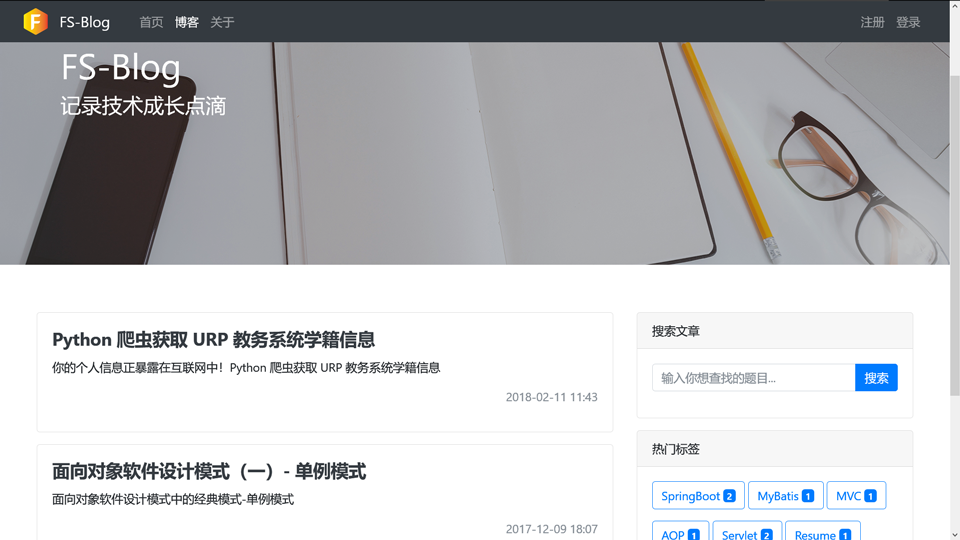 F FS-Blog 首页 博客 关于 注册 登录
FS-Blog
记录技术成长点滴
Python 爬虫获取 URP 教务系统学籍信息
你的个人信息正暴露在互联网中！Python 爬虫获取 URP 教务系统学籍信息
2018-02-11 11:43
面向对象软件设计模式（一）- 单例模式
面向对象软件设计模式中的经典模式-单例模式
2017-12-09 18:07
搜索文章
输入你想查找的题目... 搜索
热门标签
SpringBoot 2 MyBatis 1 MVC 1
AOP 1 Servlet 2 Resume 1